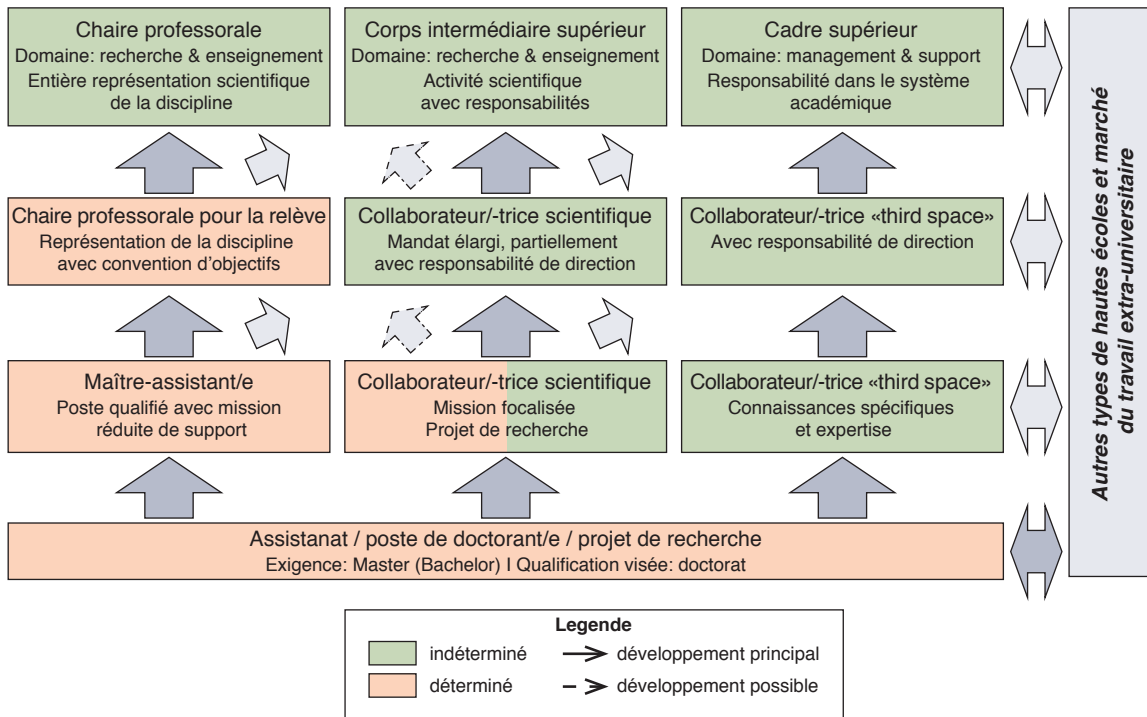 Chaire professorale
Domaine: recherche & enseignement
Entière représentation scientifique
de la discipline
Corps intermédiaire supérieur
Domaine: recherche & enseignement
Activité scientifique
avec responsabilités
Cadre supérieur
Domaine: management & support
Responsabilité dans le système
académique
Chaire professorale pour la relève
Représentation de la discipline
avec convention d'objectifs
Collaborateur/-trice scientifique
Mandat élargi, partiellement
avec responsabilité de direction
Collaborateur/-trice «third space»
Avec responsabilité de direction
Maître-assistant/e
Poste qualifié avec mission
réduite de support
Collaborateur/-trice scientifique
Mission focalisée
Projet de recherche
Collaborateur/-trice «third space»
Connaissances spécifiques
et expertise
Assistanat / poste de doctorant/e / projet de recherche
Exigence: Master (Bachelor) I Qualification visée: doctorat
Autres types de hautes écoles et marché
du travail extra-universitaire
Legende
indéterminé
développement principal
déterminé
développement possible